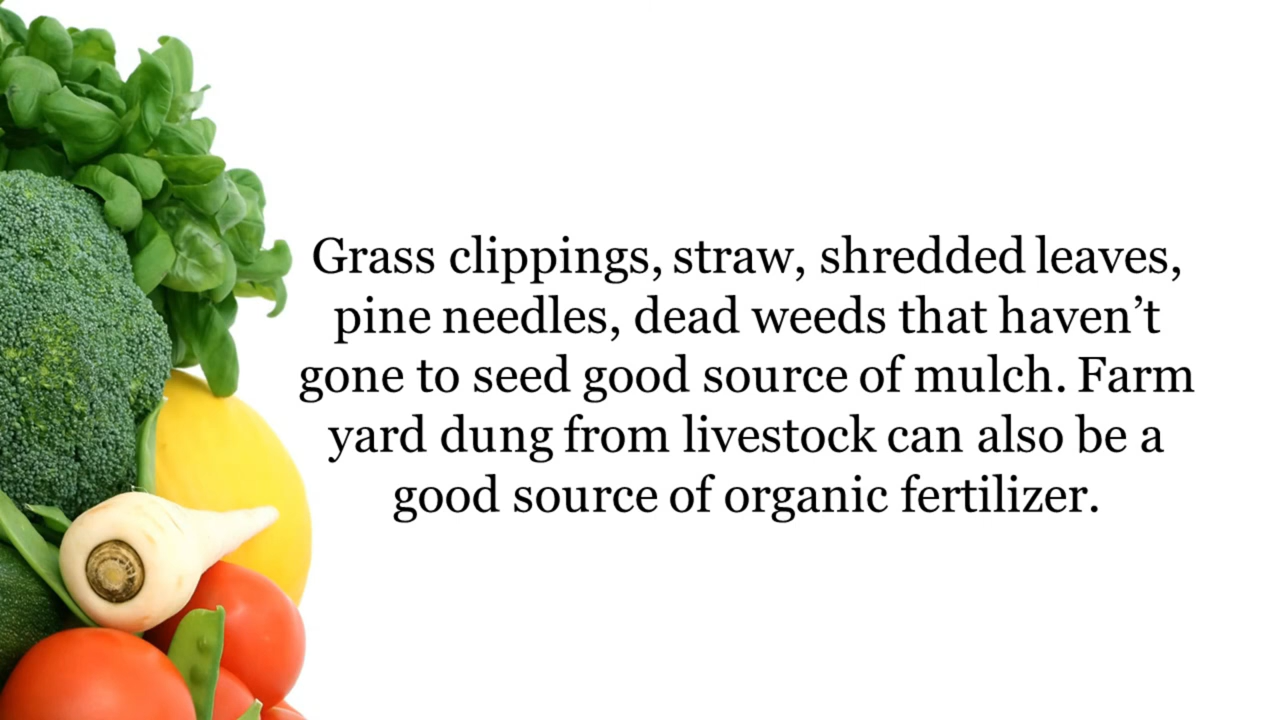 Grass clippings, straw, shredded leaves,
pine needles, dead weeds that haven’t
gone to seed good source of mulch. Farm
yard dung from livestock can also be a
good source of organic fertilizer.